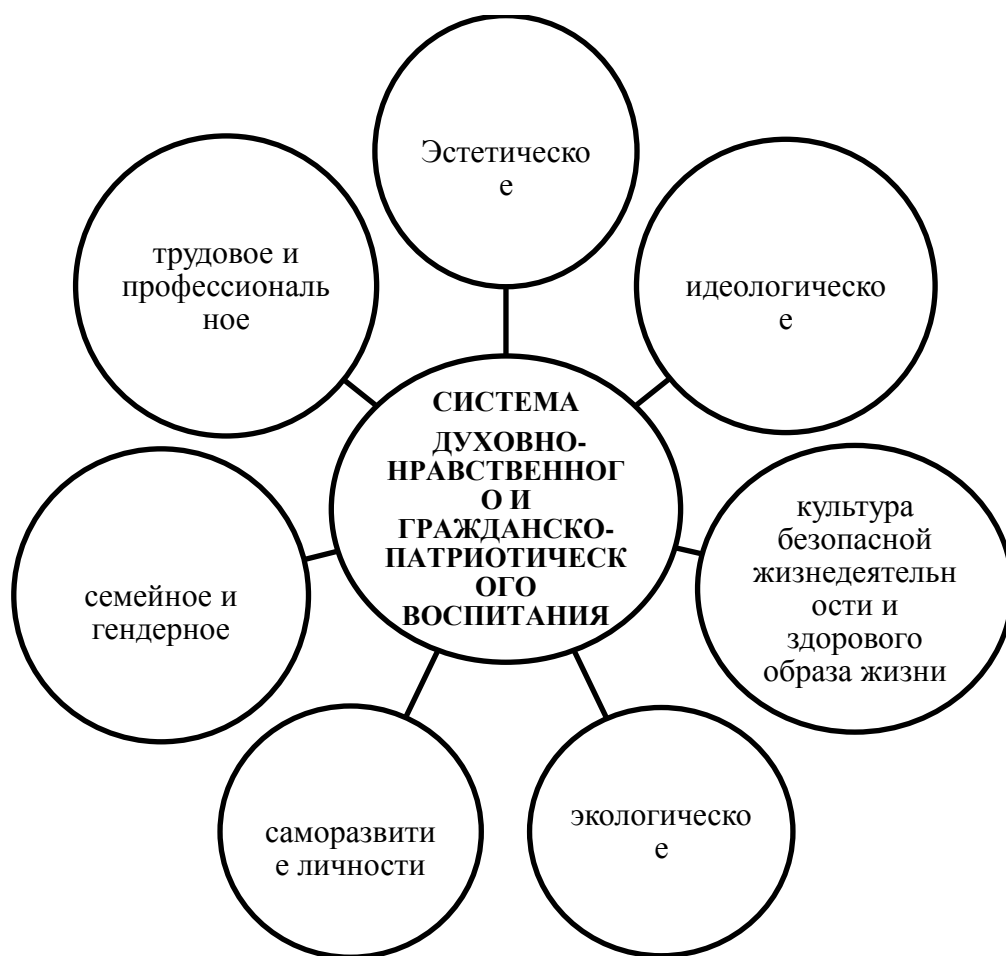 Эстетическо
е
трудовое и
профессиональ
ное
идеологическо
е
СИСТЕМА
ДУХОВНО-
НРАВСТВЕННОГ
О И
ГРАЖДАНСКО-
ПАТРИОТИЧЕСК
ОГО
ВОСПИТАНИЯ
культура
безопасной
жизнедеятельн
ости и
здорового
образа жизни
семейное и
гендерное
саморазвити
е личности
экологическо
е